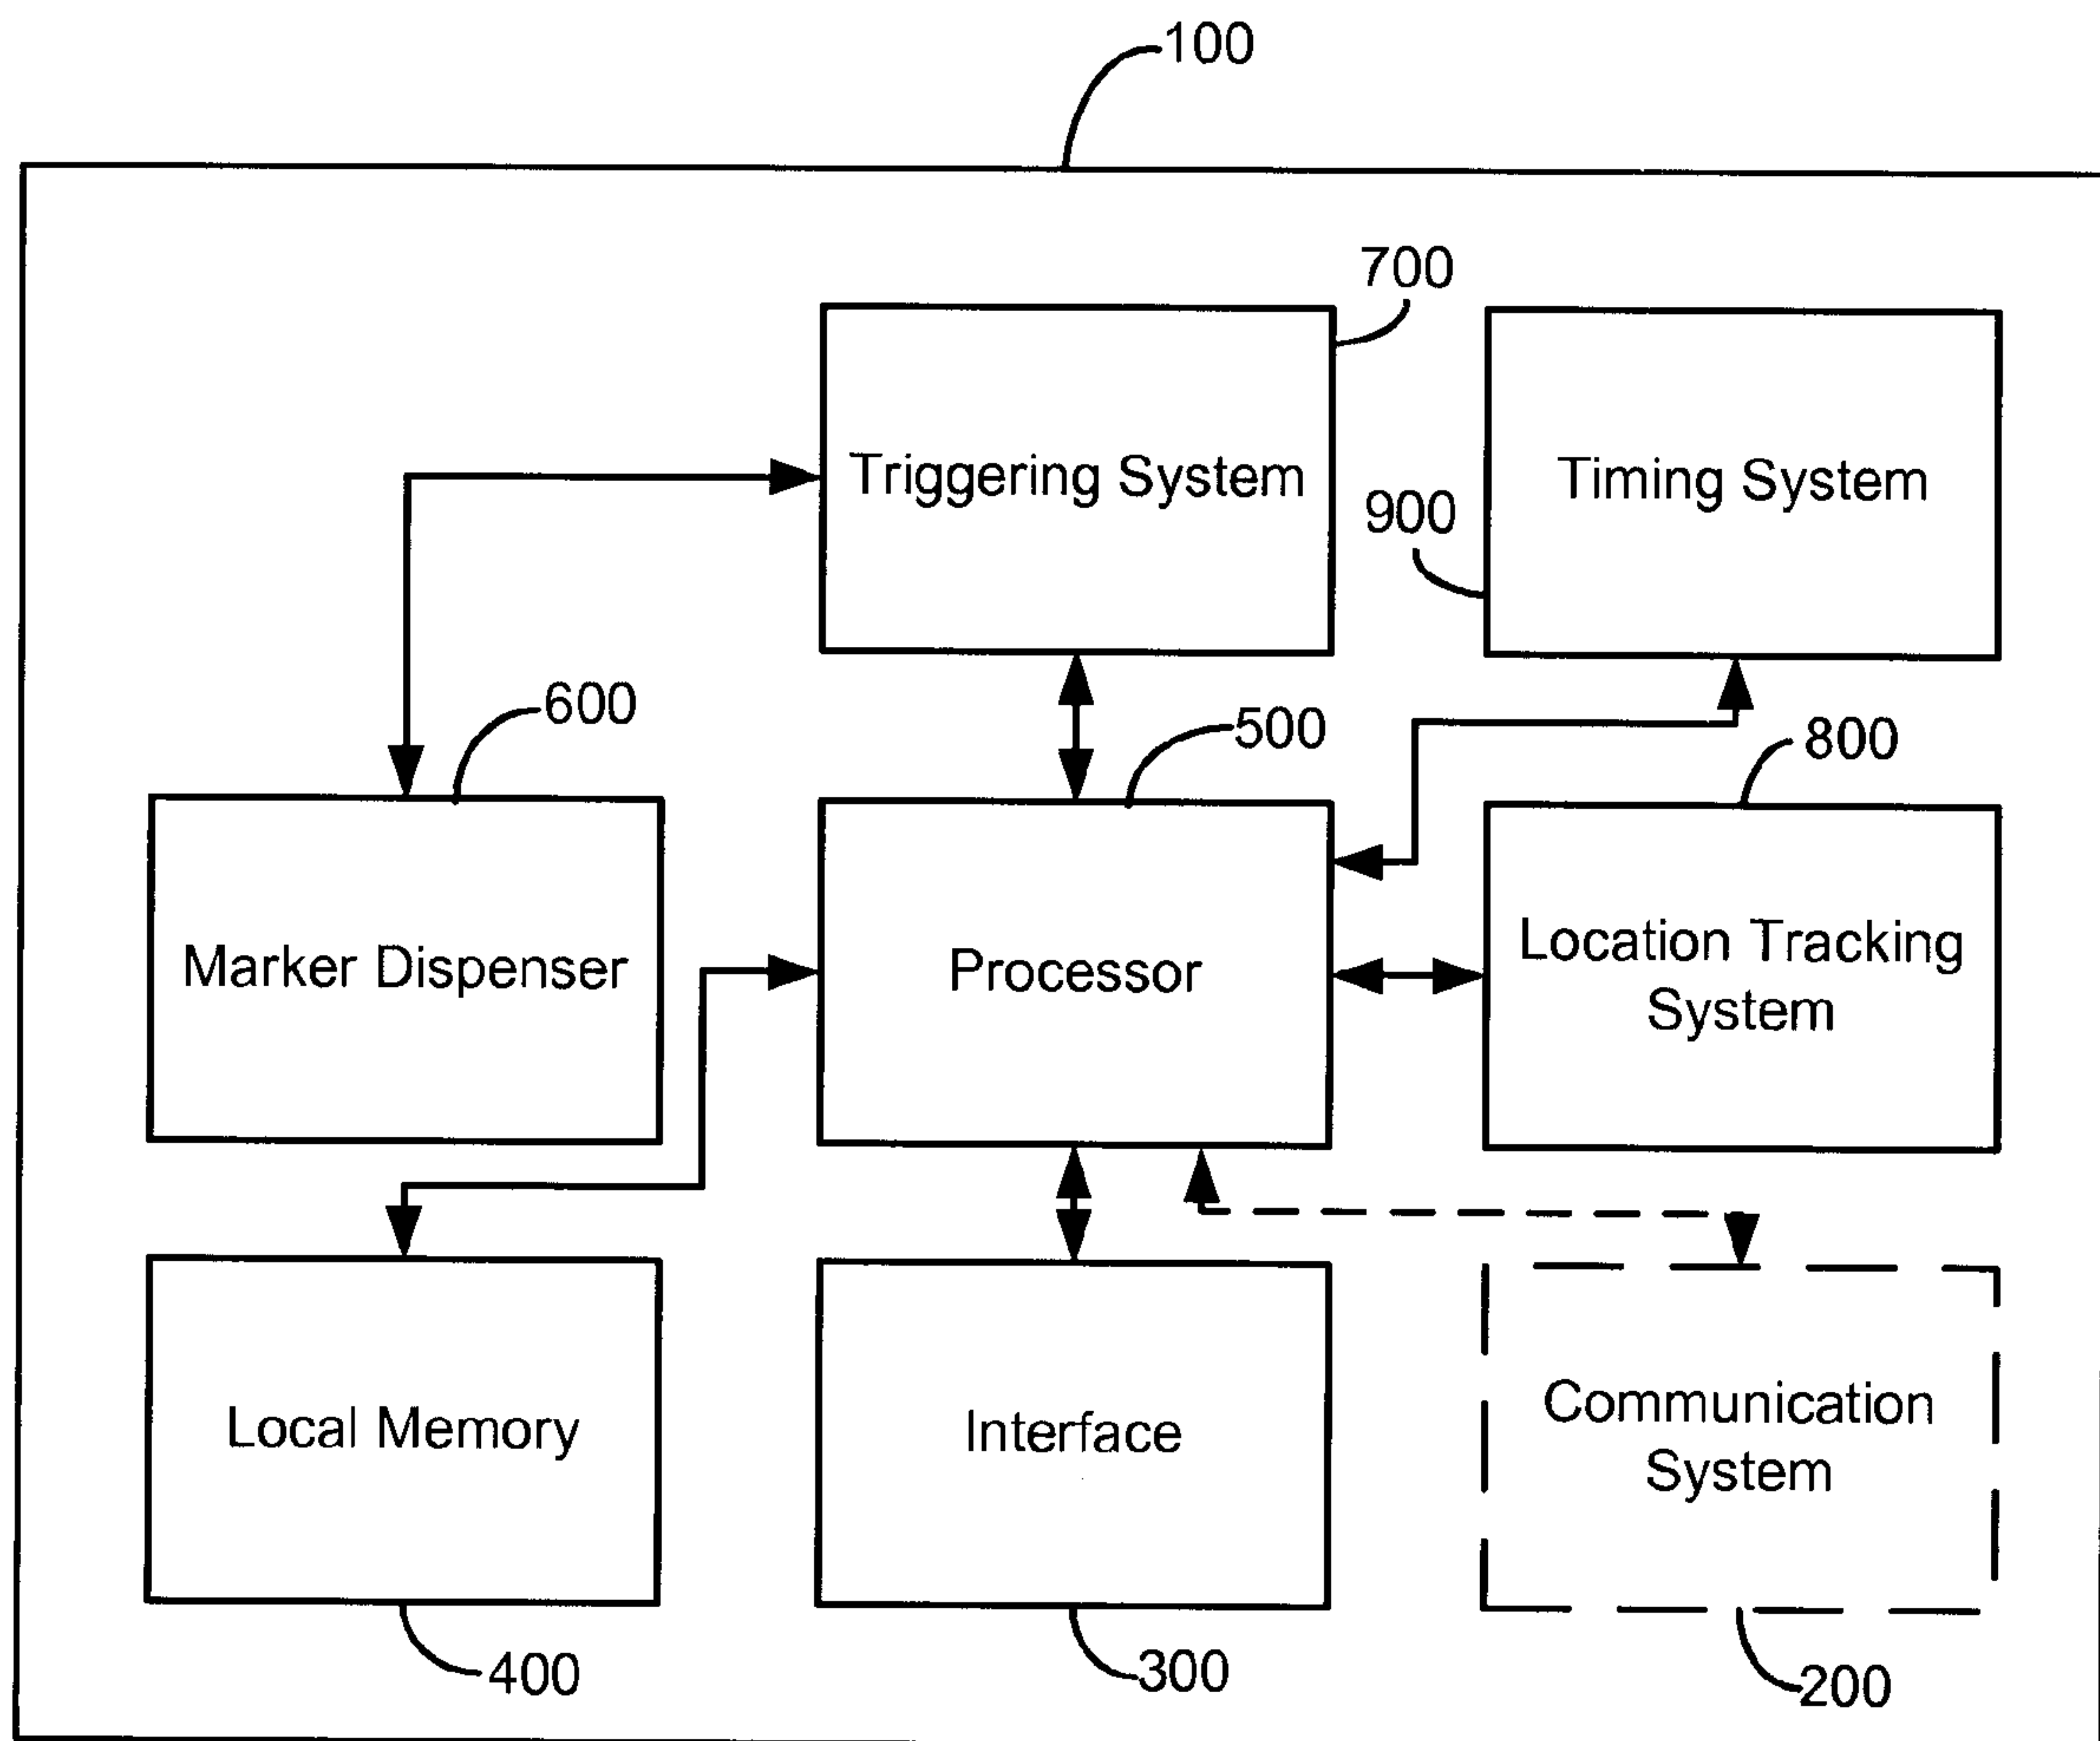 100
700
Triggering System
Timing System
900
600
500
800
Marker Dispenser
Processor
Location Tracking
System
Local Memory
Interface
Communication
System
400
300
200